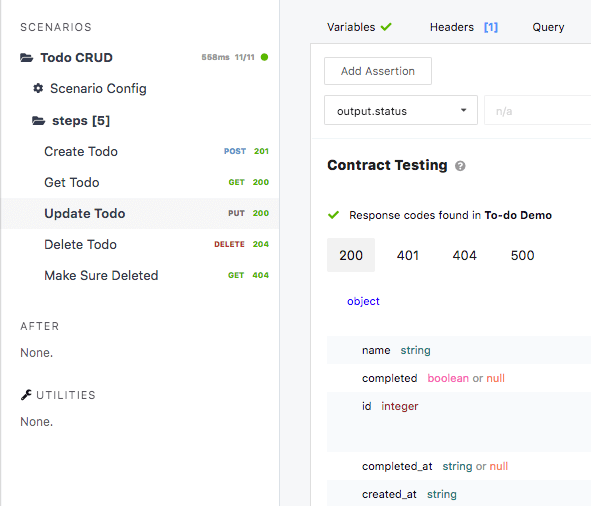 SCENARIOS
Todo CRUD 558ms 11/11
Scenario Config
steps [5]
Create Todo POST 201
Get Todo GET 200
Update Todo PUT 200
Delete Todo DELETE 204
Make Sure Deleted GET 404
AFTER
None.
UTILITIES
None.
Variables Headers [1] Query
Add Assertion
output.status n/a
Contract Testing ?
Response codes found in To-do Demo
200 401 404 500
object
name string
completed boolean or null
id integer
completed_at string or null
created_at string